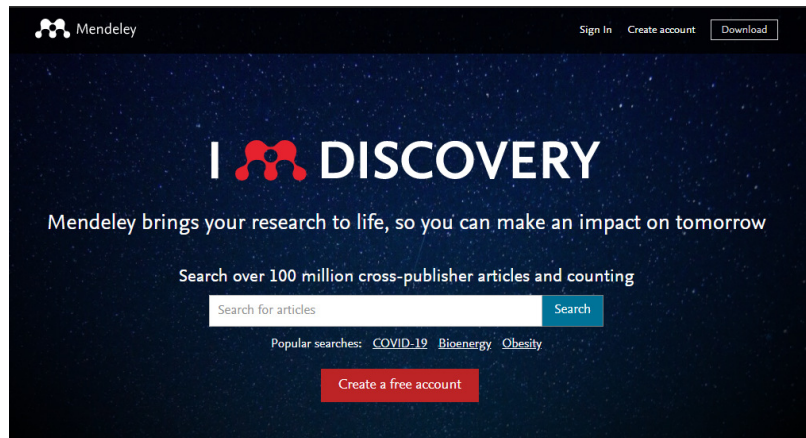 Mendeley
Sign In Create account Download
I DISCOVERY
Mendeley brings your research to life, so you can make an impact on tomorrow
Search over 100 million cross-publisher articles and counting
Search for articles Search
Popular searches: COVID-19 Bioenergy Obesity
Create a free account